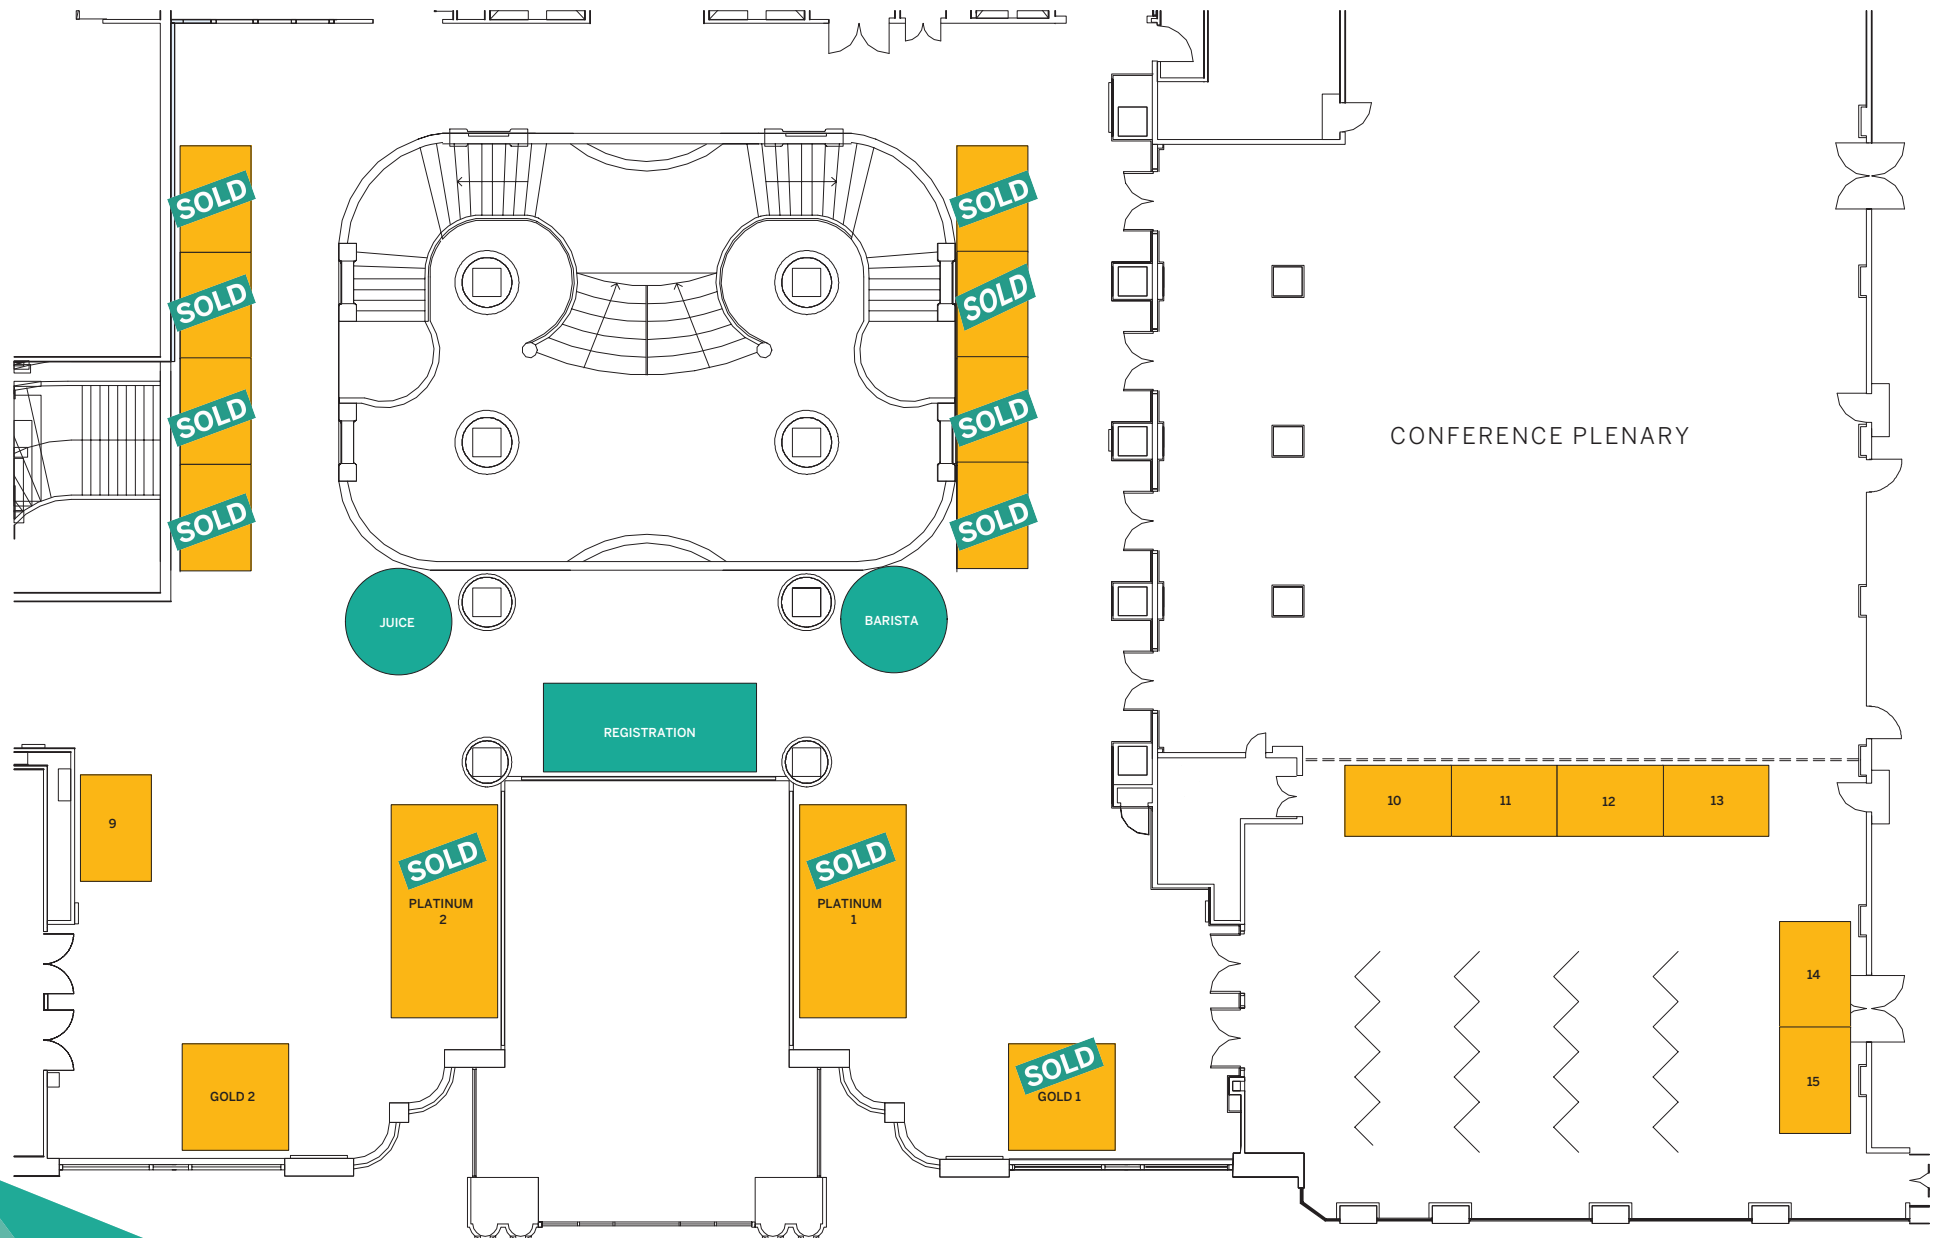 SOLD
SOLD
SOLD
SOLD
SOLD
SOLD
SOLD
SOLD
CONFERENCE PLENARY
JUICE
BARISTA
REGISTRATION
9
SOLD
PLATINUM
2
SOLD
PLATINUM
1
10
11
12
13
14
15
GOLD 2
SOLD
GOLD 1